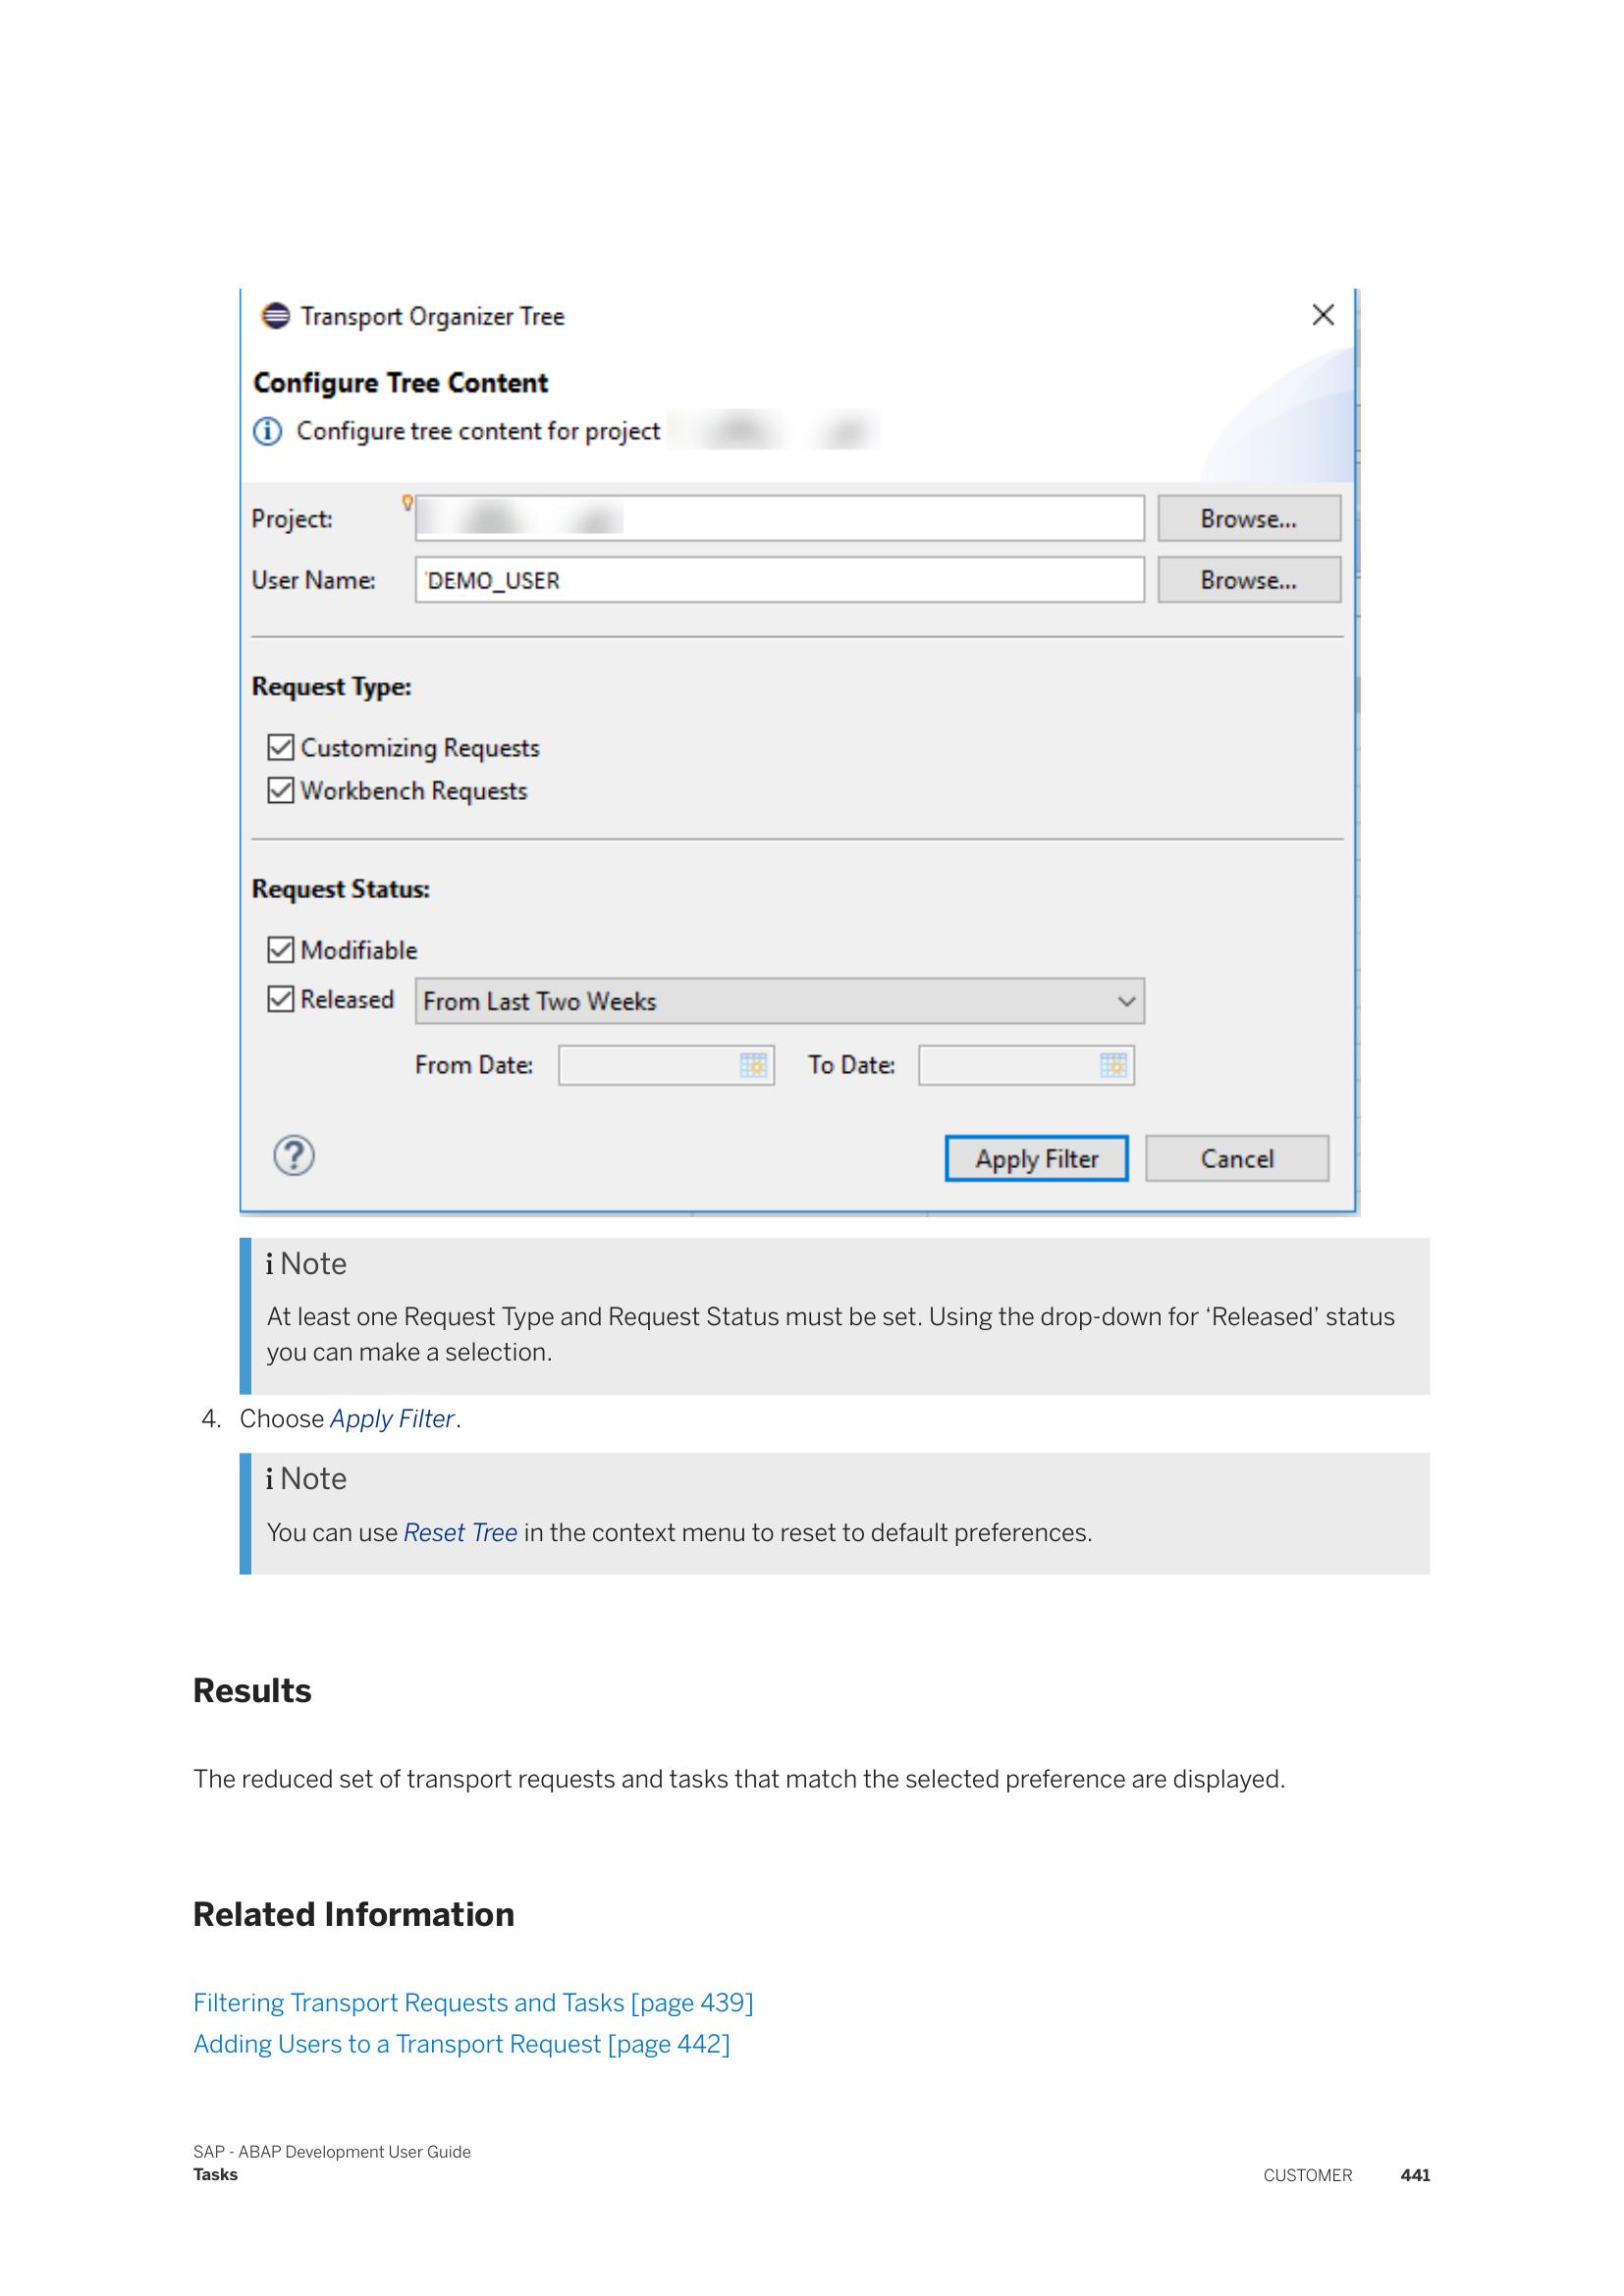 Transport Organizer Tree
Configure Tree Content
Configure tree content for project
Project:
Browse...
User Name:
DEMO_USER
Browse...
Request Type:
Customizing Requests
Workbench Requests
Request Status:
Modifiable
Released
From Last Two Weeks
From Date:
To Date:
Apply Filter
Cancel
i Note
At least one Request Type and Request Status must be set. Using the drop-down for ‘Released’ status
you can make a selection.
4. Choose Apply Filter.
i Note
You can use Reset Tree in the context menu to reset to default preferences.
Results
The reduced set of transport requests and tasks that match the selected preference are displayed.
Related Information
Filtering Transport Requests and Tasks [page 439]
Adding Users to a Transport Request [page 442]
SAP - ABAP Development User Guide
Tasks
CUSTOMER 441